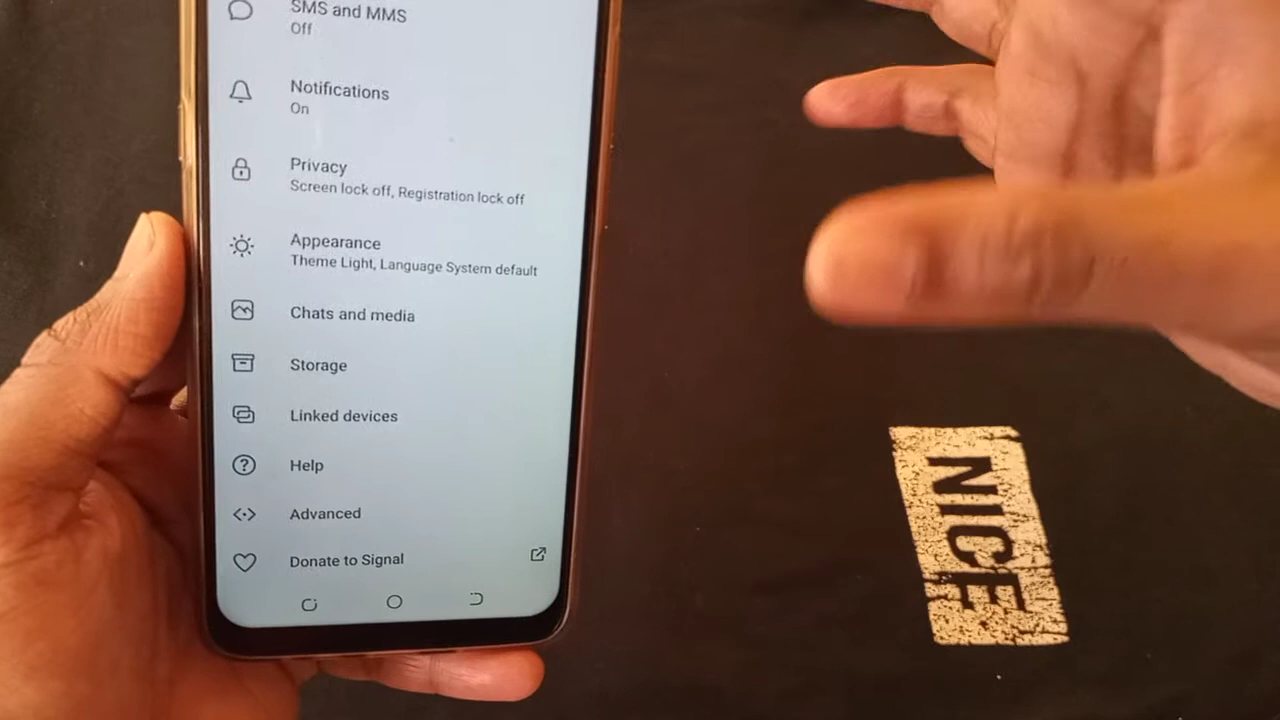 SMS and MMS
Off
Notifications
On
Privacy
Screen lock off, Registration lock off
Appearance
Theme Light, Language System default
Chats and media
Storage
Linked devices
Help
Advanced
Donate to Signal
NICE